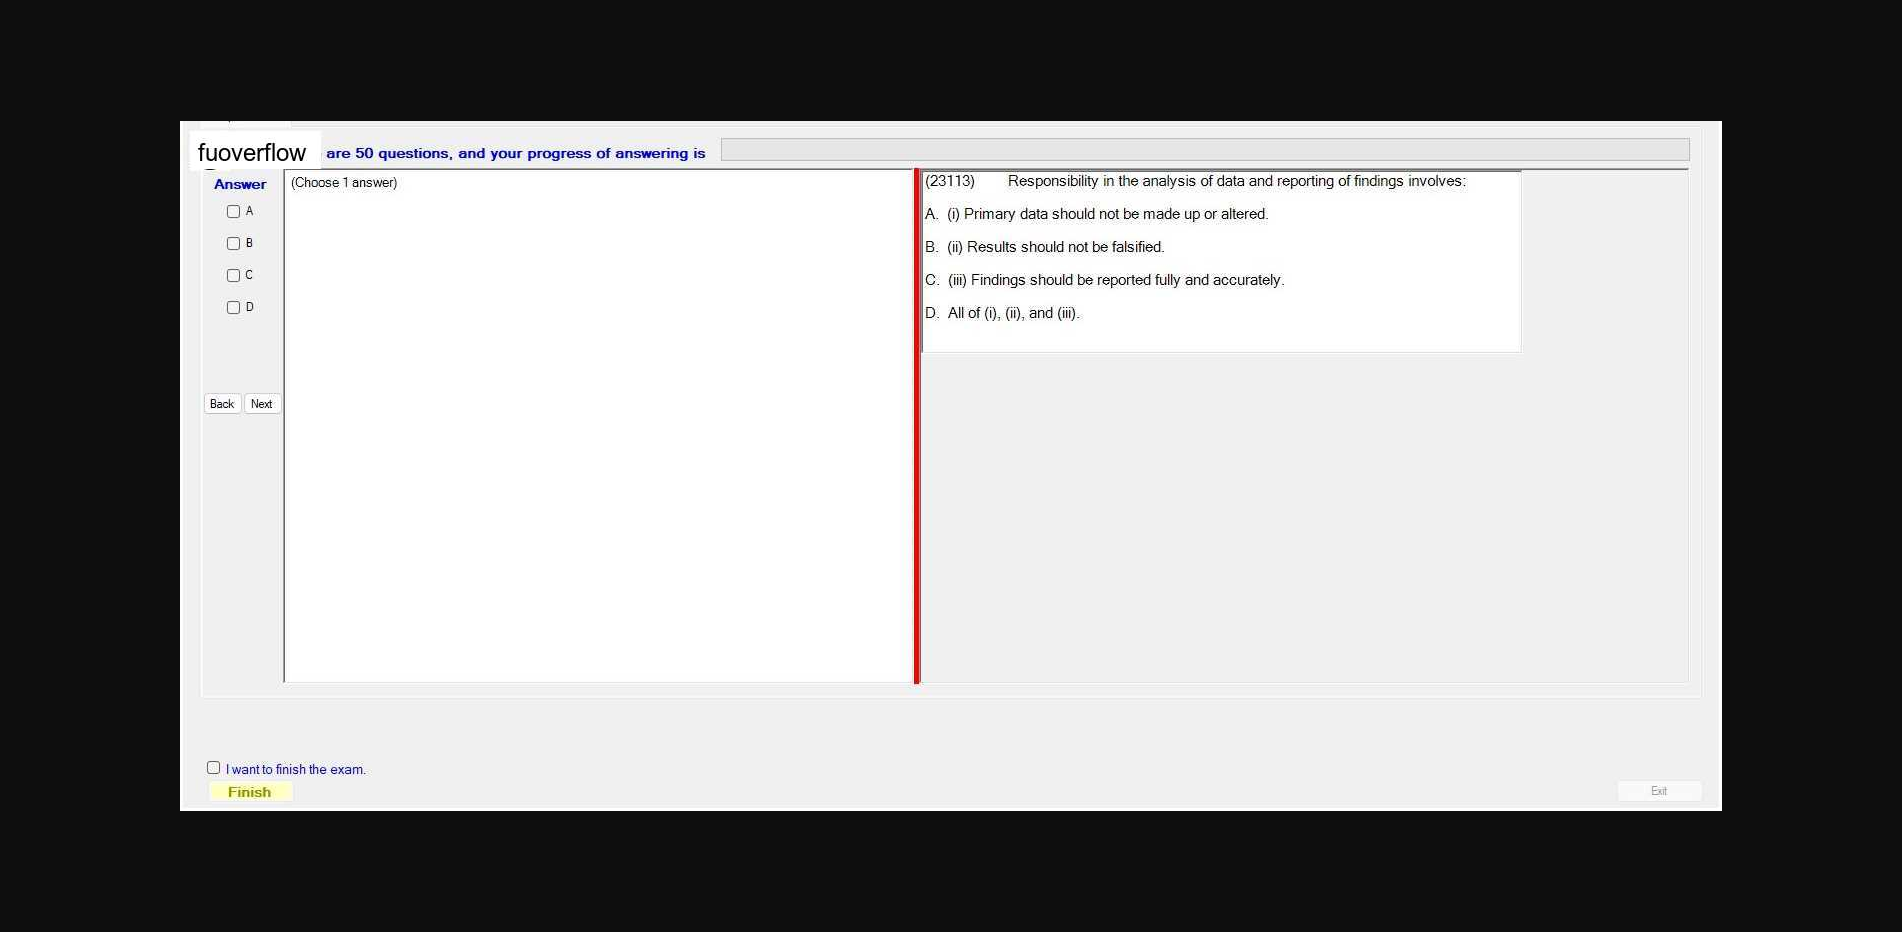 fuoverflow are 50 questions, and your progress of answering is
Answer
A
B
C
D
Back Next
(Choose 1 answer)
(23113) Responsibility in the analysis of data and reporting of findings involves:
A. (i) Primary data should not be made up or altered.
B. (ii) Results should not be falsified.
C. (iii) Findings should be reported fully and accurately.
D. All of (i), (ii), and (iii).
I want to finish the exam.
Finish
Exit